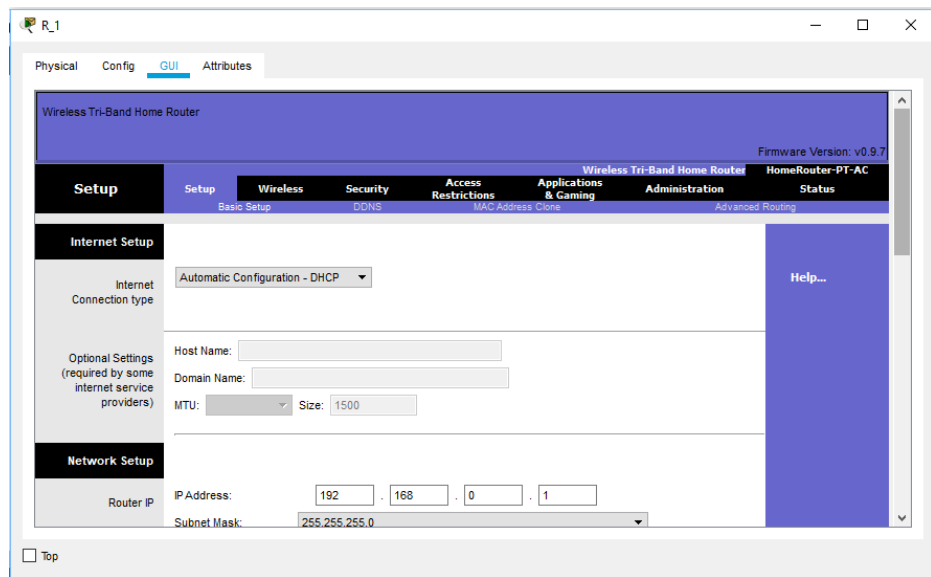 R_1
Physical Config GUI Attributes
Wireless Tri-Band Home Router
Firmware Version: v0.9.7
Wireless Tri-Band Home Router HomeRouter-PT-AC
Setup
Setup Wireless Security Access Restrictions Applications & Gaming Administration Status
Basic Setup DDNS MAC Address Clone Advanced Routing
Internet Setup
Internet
Connection type
Automatic Configuration - DHCP
Help...
Optional Settings
(required by some
internet service
providers)
Host Name:
Domain Name:
MTU: Size: 1500
Network Setup
Router IP
IP Address: 192 . 168 . 0 . 1
Subnet Mask: 255.255.255.0
Top